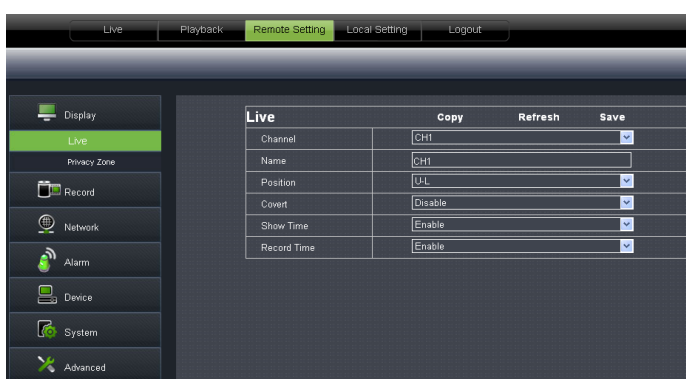 Live Playback Remote Setting Local Setting Logout
Display
Live
Privacy Zone
Record
Network
Alarm
Device
System
Advanced
Live Copy Refresh Save
Channel CH1
Name CH1
Position U-L
Covert Disable
Show Time Enable
Record Time Enable